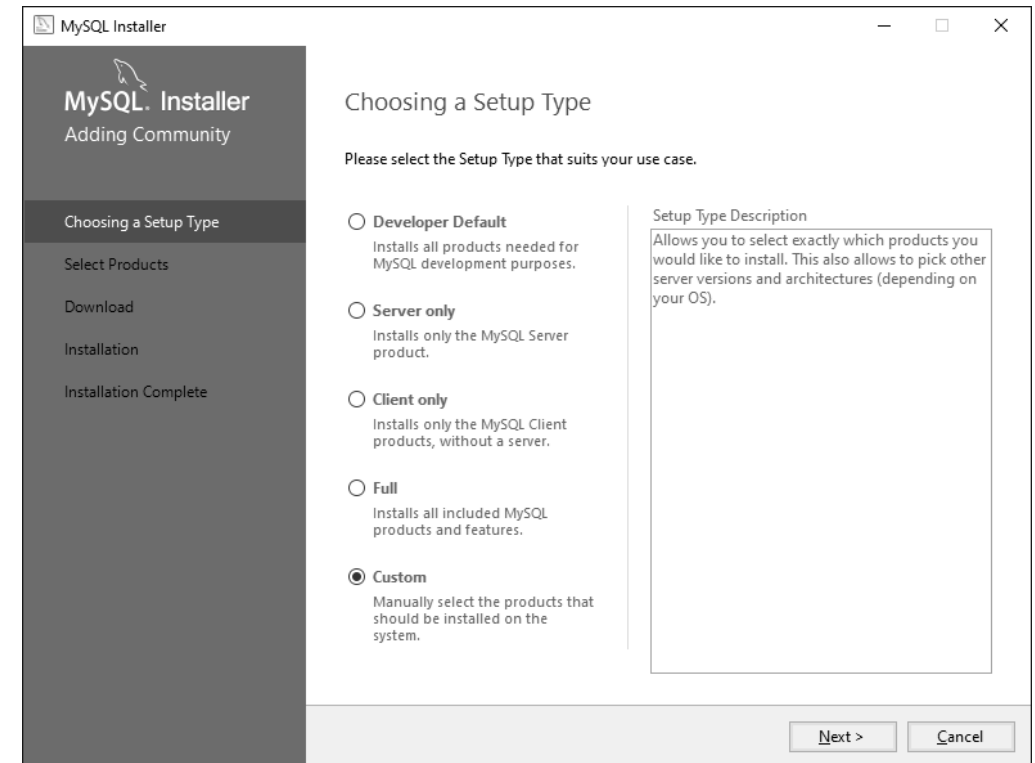 MySQL Installer
MySQL. Installer
Adding Community
Choosing a Setup Type
Select Products
Download
Installation
Installation Complete
Choosing a Setup Type
Please select the Setup Type that suits your use case.
Developer Default
Installs all products needed for
MySQL development purposes.
Server only
Installs only the MySQL Server
product.
Client only
Installs only the MySQL Client
products, without a server.
Full
Installs all included MySQL
products and features.
Custom
Manually select the products that
should be installed on the
system.
Setup Type Description
Allows you to select exactly which products you
would like to install. This also allows to pick other
server versions and architectures (depending on
your OS).
Next >
Cancel